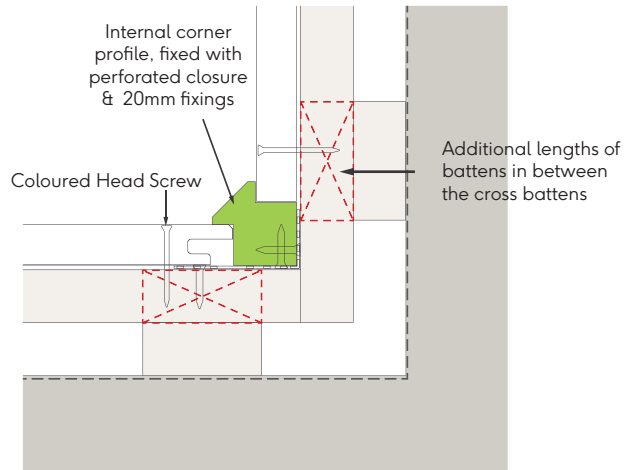 Internal corner
profile, fixed with
perforated closure
& 20mm fixings
Coloured Head Screw
Additional lengths of
battens in between
the cross battens